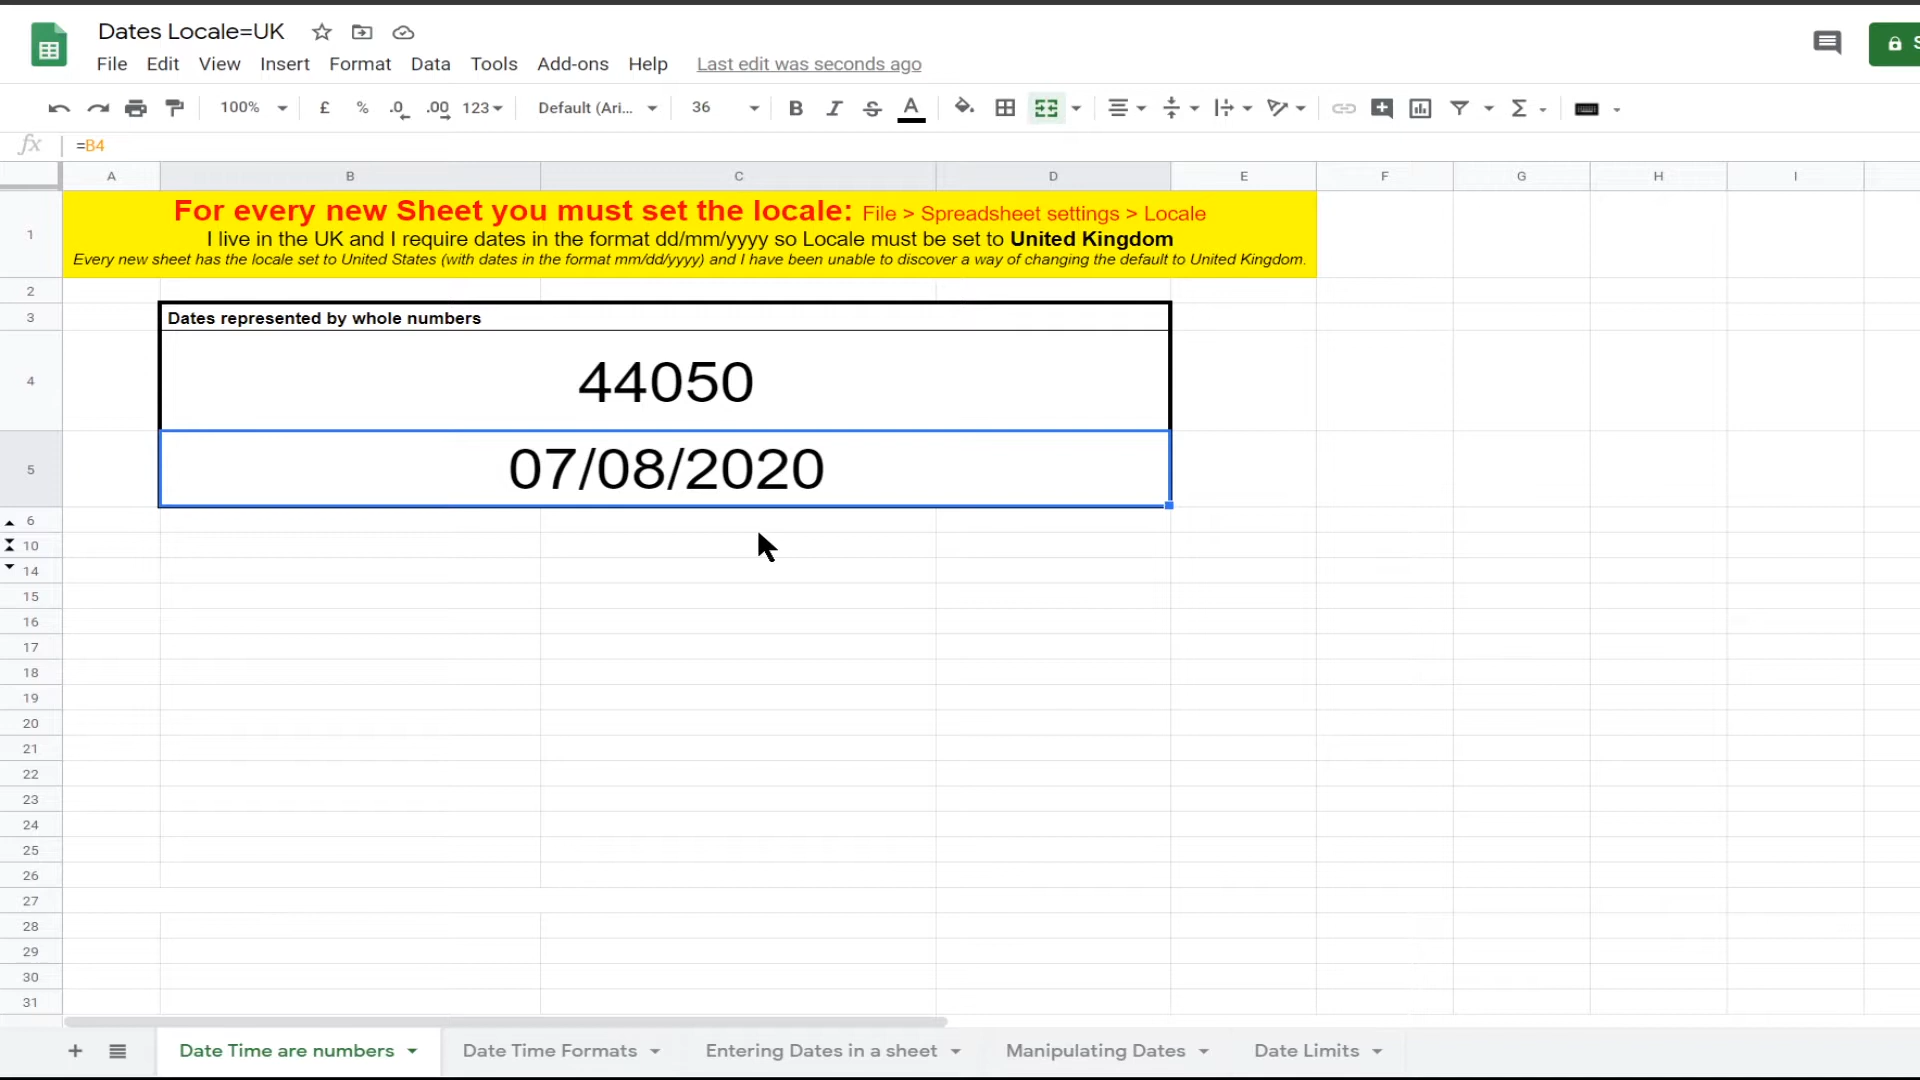 Dates Locale=UK
File Edit View Insert Format Data Tools Add-ons Help Last edit was seconds ago
100% £ % .0 .00 123 Default (Ari... 36 B I S A Σ
fx =B4
A B C D E F G H I
1
For every new Sheet you must set the locale: File > Spreadsheet settings > Locale
I live in the UK and I require dates in the format dd/mm/yyyy so Locale must be set to United Kingdom
Every new sheet has the locale set to United States (with dates in the format mm/dd/yyyy) and I have been unable to discover a way of changing the default to United Kingdom.
2
3 Dates represented by whole numbers
4 44050
5 07/08/2020
6
10
14
15
16
17
18
19
20
21
22
23
24
25
26
27
28
29
30
31
Date Time are numbers Date Time Formats Entering Dates in a sheet Manipulating Dates Date Limits